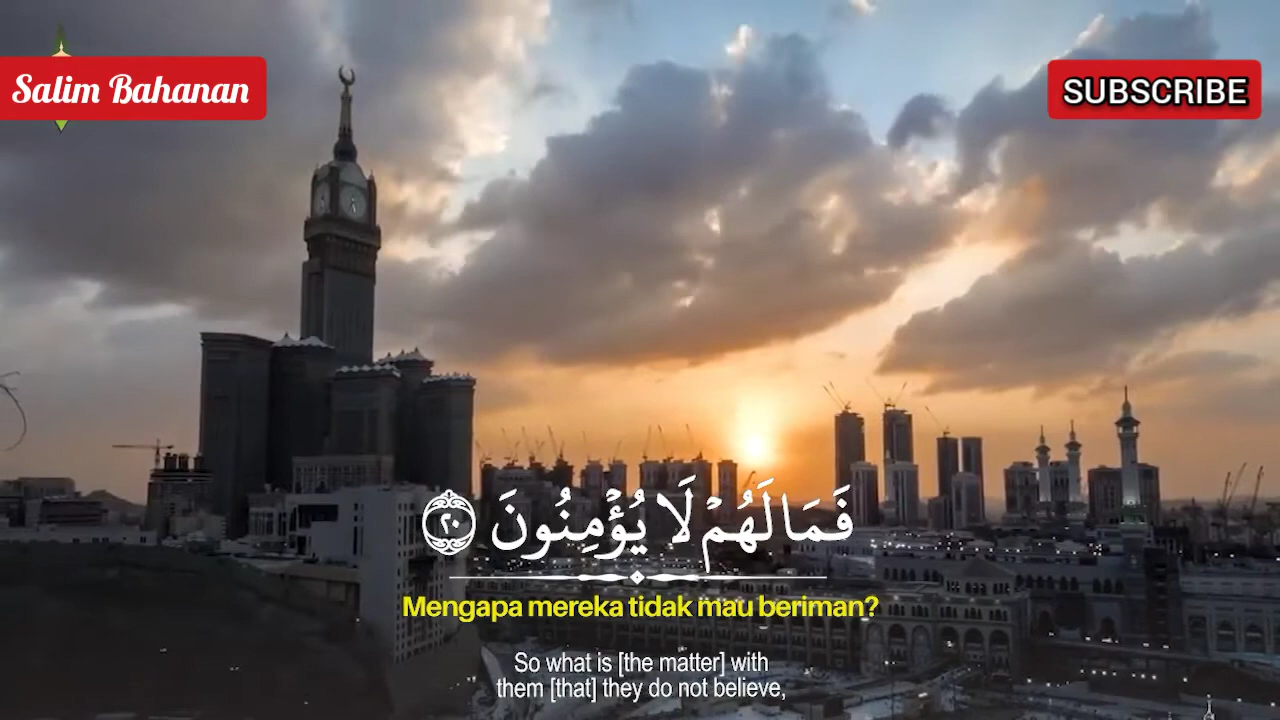 Salim Bahanan
SUBSCRIBE
فَمَا لَهُمْ لَا يُؤْمِنُونَ ٢٠
Mengapa mereka tidak mau beriman?
So what is [the matter] with
them [that] they do not believe,